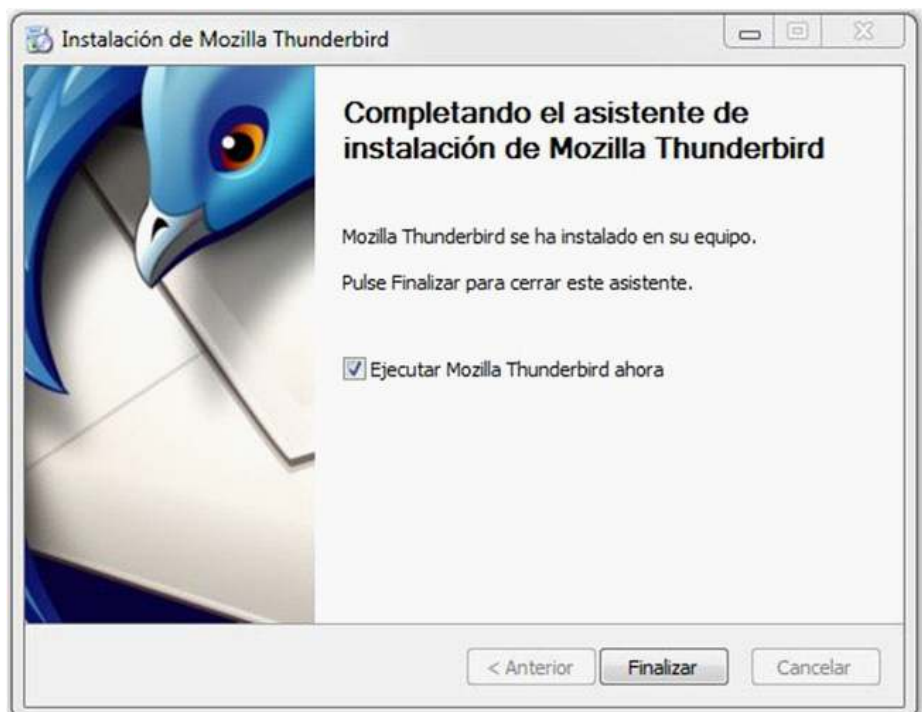 Instalación de Mozilla Thunderbird
Completando el asistente de
instalación de Mozilla Thunderbird
Mozilla Thunderbird se ha instalado en su equipo.
Pulse Finalizar para cerrar este asistente.
Ejecutar Mozilla Thunderbird ahora
< Anterior Finalizar Cancelar